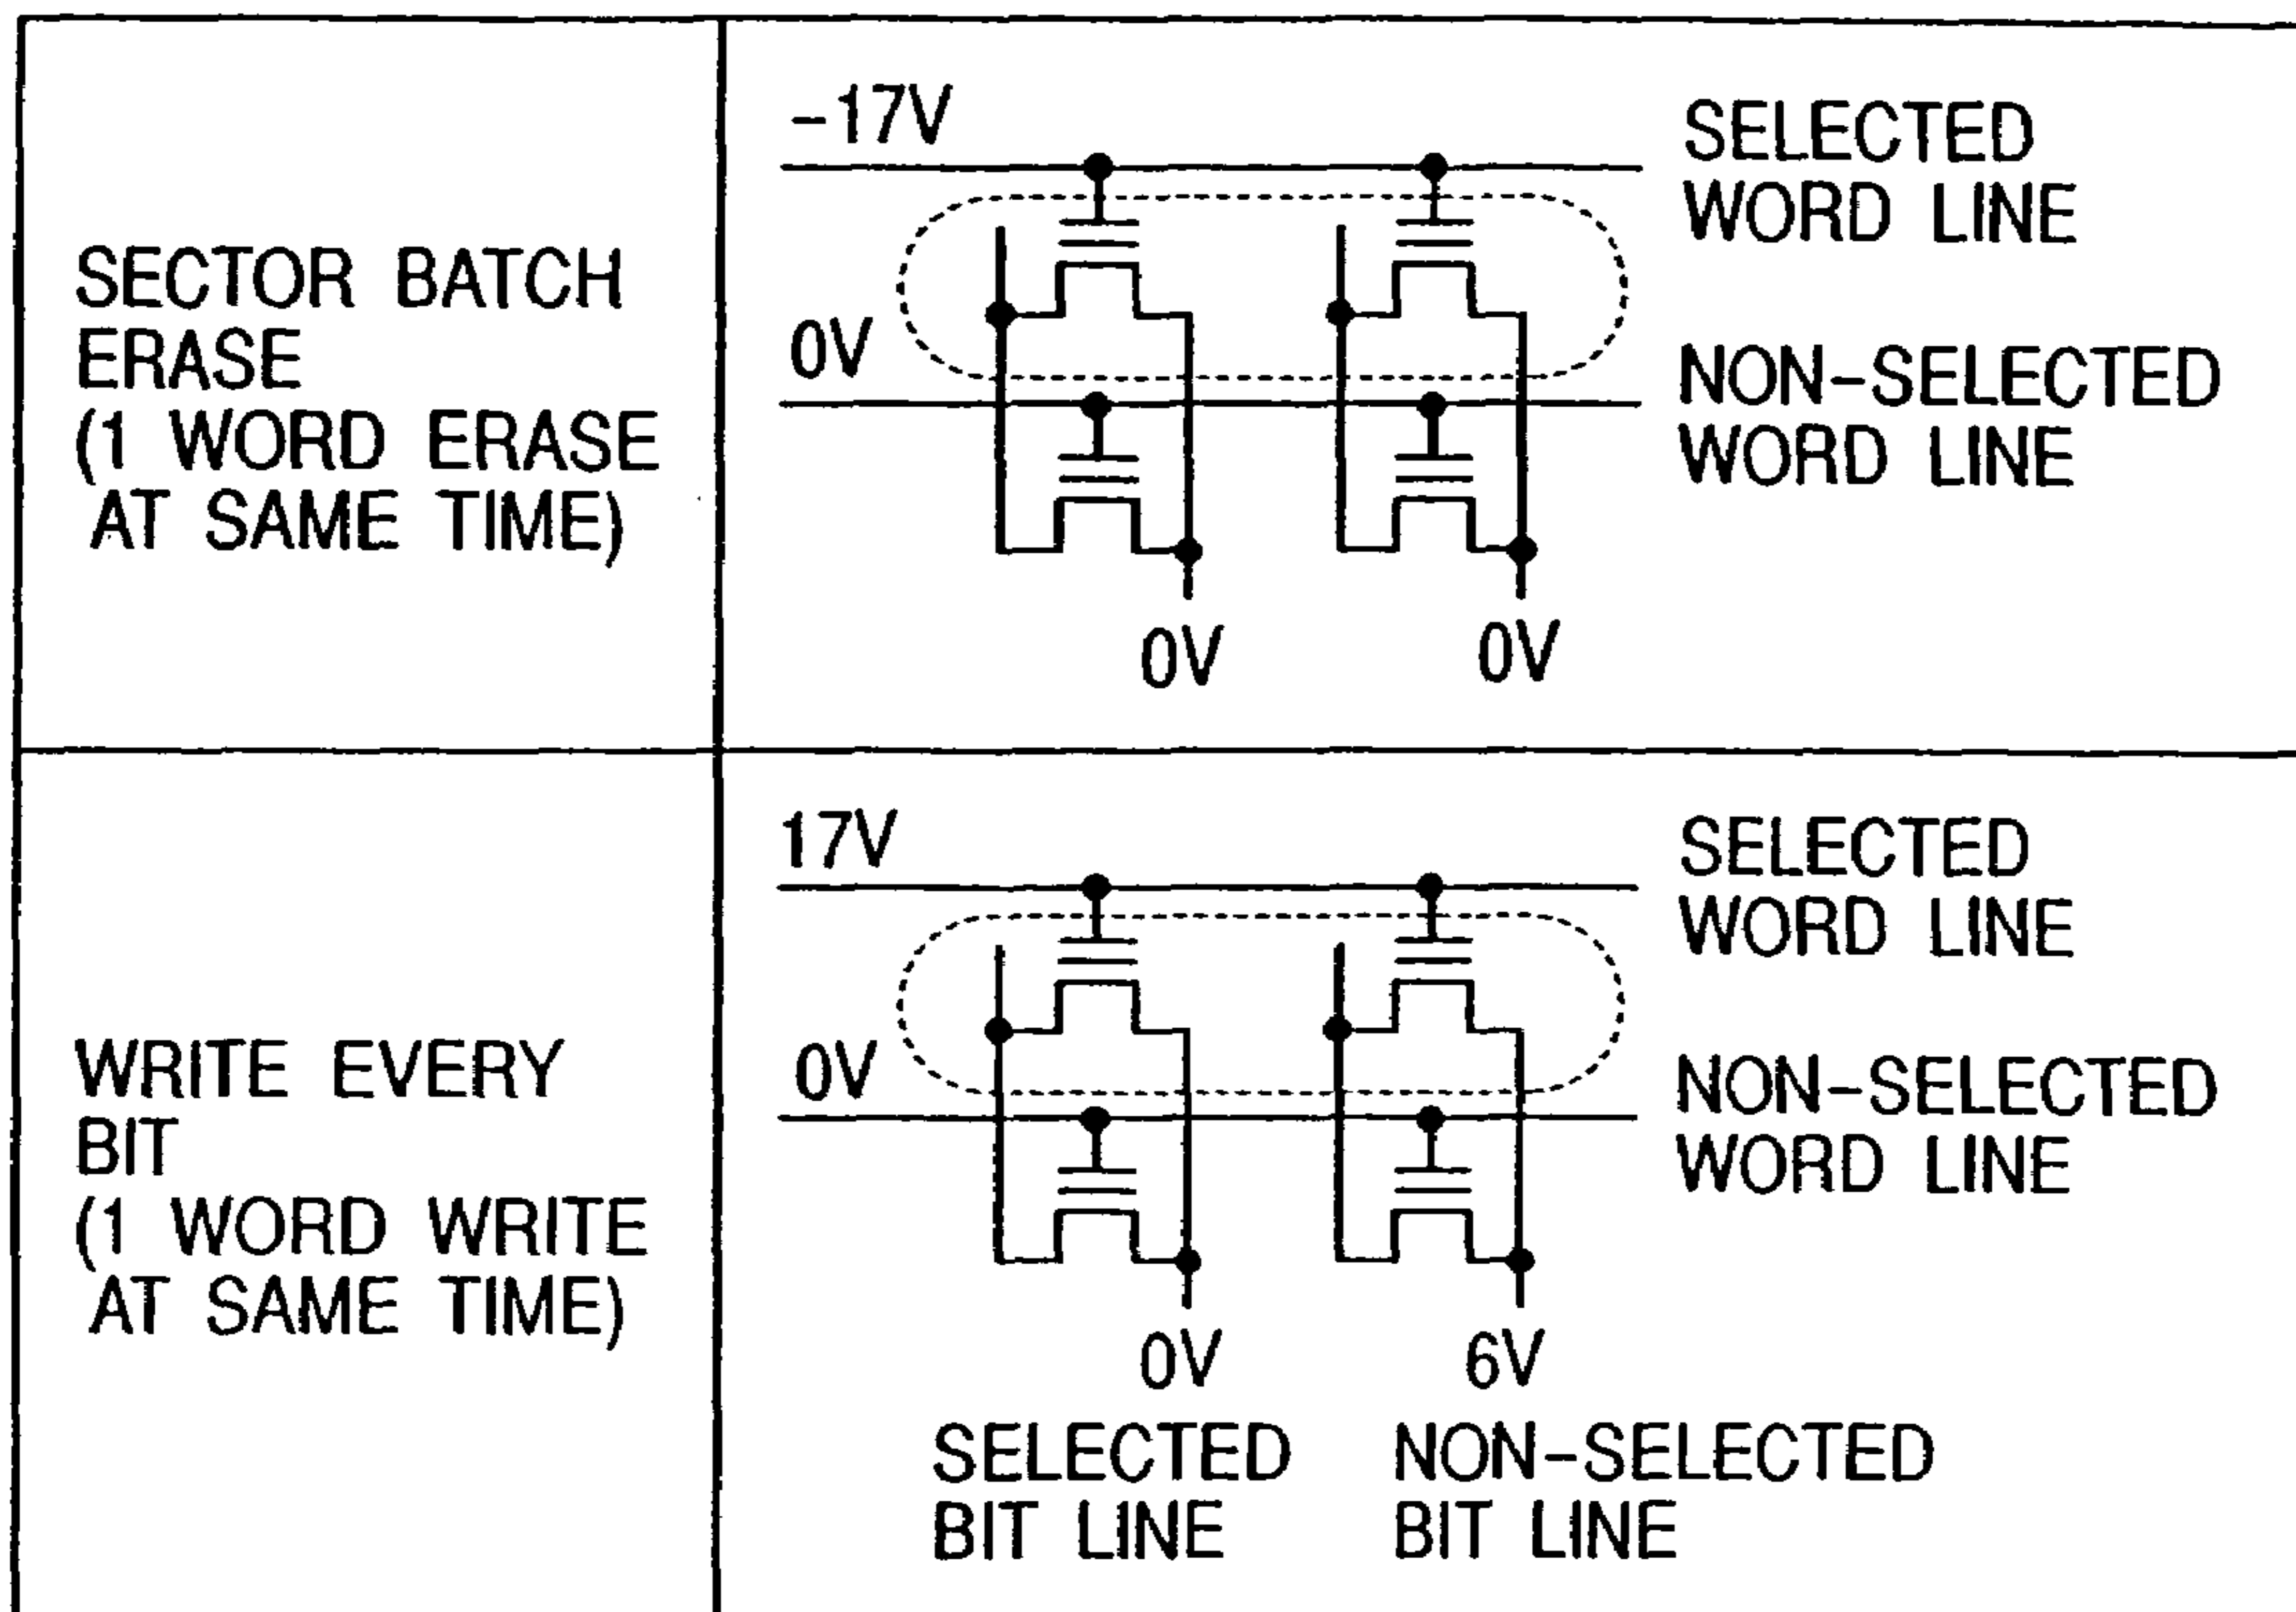 SECTOR BATCH
ERASE
(1 WORD ERASE
AT SAME TIME)
-17V
SELECTED
WORD LINE
0V
NON-SELECTED
WORD LINE
0V 0V
WRITE EVERY
BIT
(1 WORD WRITE
AT SAME TIME)
17V
SELECTED
WORD LINE
0V
NON-SELECTED
WORD LINE
0V 6V
SELECTED
BIT LINE
NON-SELECTED
BIT LINE